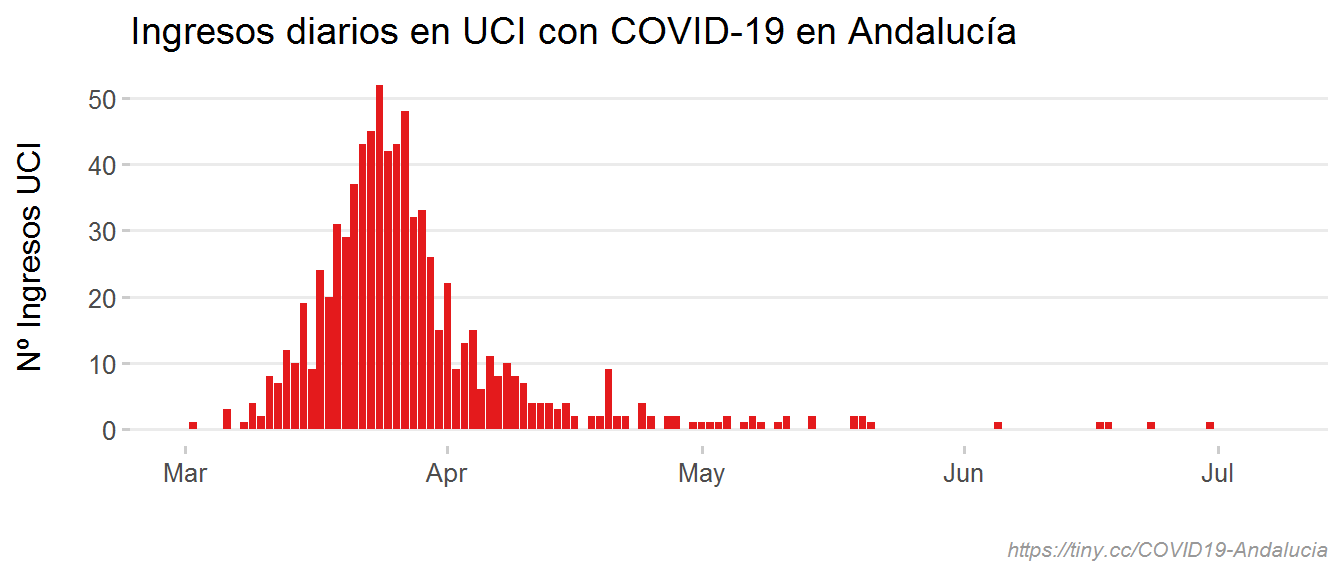 Ingresos diarios en UCI con COVID-19 en Andalucía
Nº Ingresos UCI
50
40
30
20
10
0
Mar Apr May Jun Jul
https://tiny.cc/COVID19-Andalucia